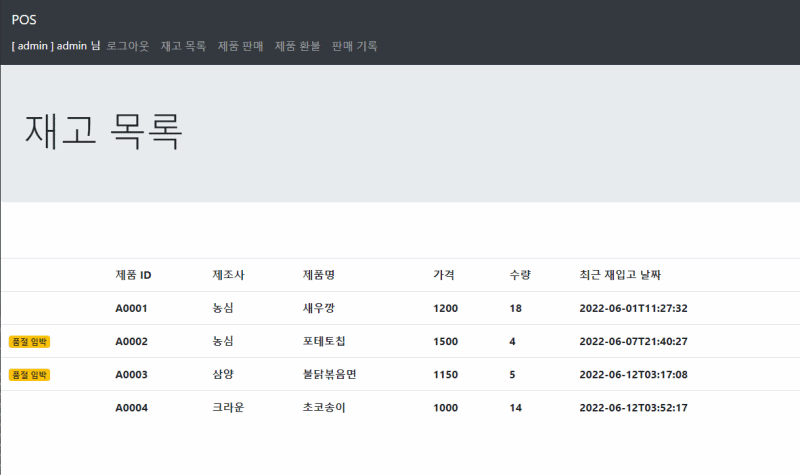 POS
[ admin ] admin 님 로그아웃 재고 목록 제품 판매 제품 환불 판매 기록
재고 목록
제품 ID 제조사 제품명 가격 수량 최근 재입고 날짜
A0001 농심 새우깡 1200 18 2022-06-01T11:27:32
품절 임박 A0002 농심 포테토칩 1500 4 2022-06-07T21:40:27
품절 임박 A0003 삼양 불닭볶음면 1150 5 2022-06-12T03:17:08
A0004 크라운 초코송이 1000 14 2022-06-12T03:52:17